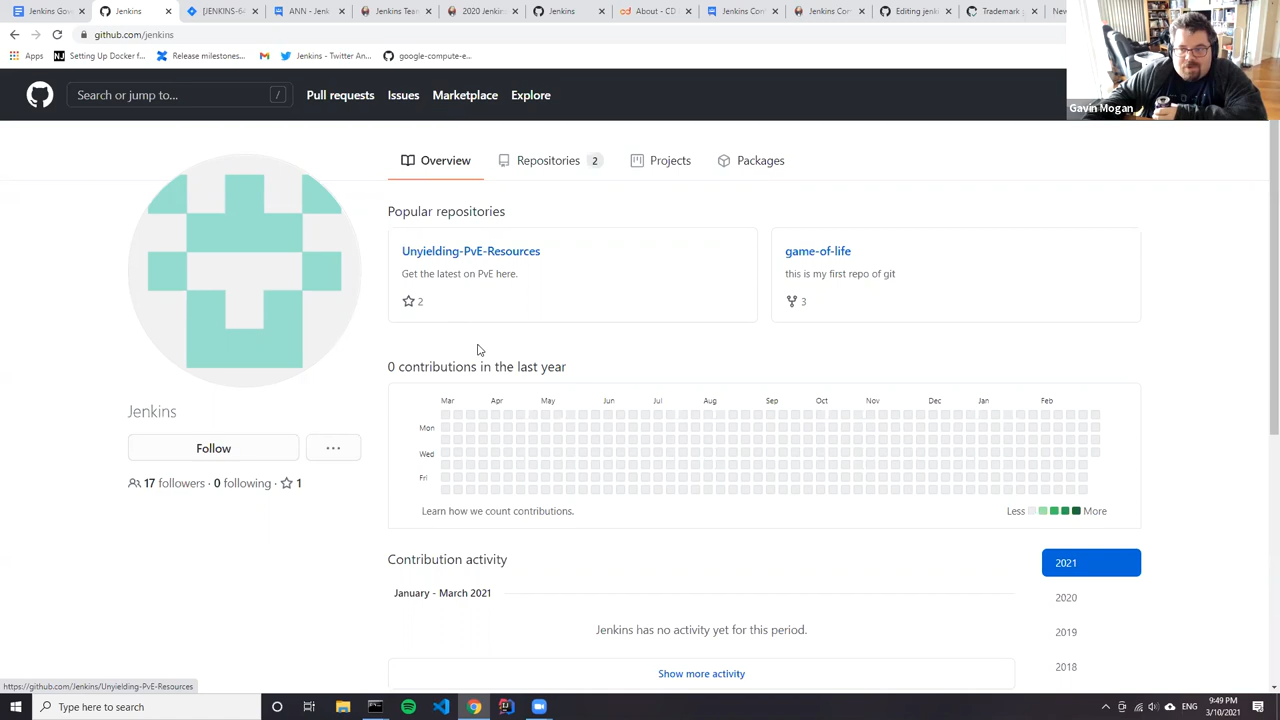 Jenkins Gov
Jenkins
[JENKINS-64
ANN - Jenk
Jenkins Tea
2020 Jenkin
Jenkins
About - CD
Jenkins Con
Jenkins Con
Editing jenki
Trademark
Nev
github.com/jenkins
Apps
Setting Up Docker f...
Release milestones...
Jenkins - Twitter An...
google-compute-e...
Gavin Mogan
Search or jump to...
/
Pull requests
Issues
Marketplace
Explore
Overview
Repositories 2
Projects
Packages
Popular repositories
Unyielding-PvE-Resources
Get the latest on PvE here.
2
game-of-life
this is my first repo of git
3
0 contributions in the last year
Mar Apr May Jun Jul Aug Sep Oct Nov Dec Jan Feb
Mon
Wed
Fri
Learn how we count contributions.
Less More
Jenkins
Follow
...
17 followers · 0 following · 1
Contribution activity
2021
2020
2019
2018
January - March 2021
Jenkins has no activity yet for this period.
Show more activity
https://github.com/Jenkins/Unyielding-PvE-Resources
Type here to search
9:49 PM
3/10/2021